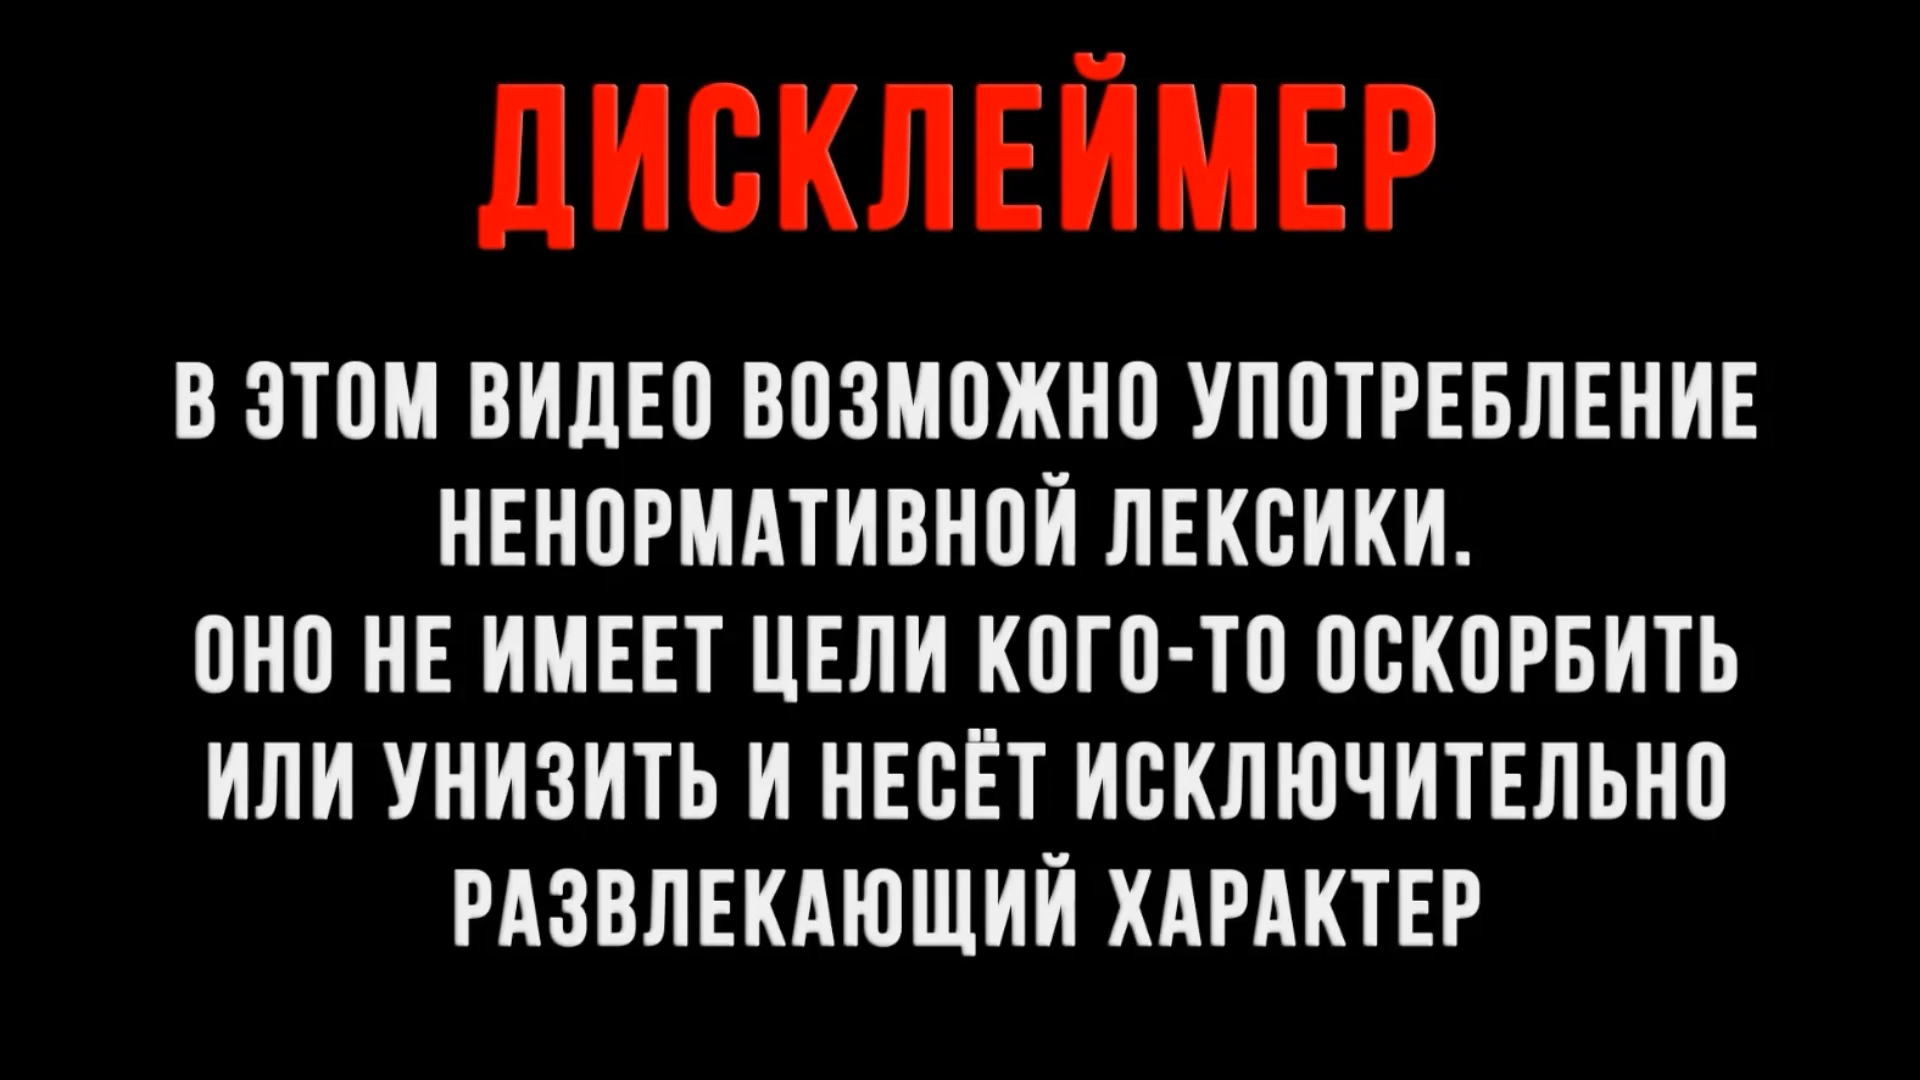 ДИСКЛЕЙМЕР
В ЭТОМ ВИДЕО ВОЗМОЖНО УПОТРЕБЛЕНИЕ
НЕНОРМАТИВНОЙ ЛЕКСИКИ.
ОНО НЕ ИМЕЕТ ЦЕЛИ КОГО-ТО ОСКОРБИТЬ
ИЛИ УНИЗИТЬ И НЕСЁТ ИСКЛЮЧИТЕЛЬНО
РАЗВЛЕКАЮЩИЙ ХАРАКТЕР